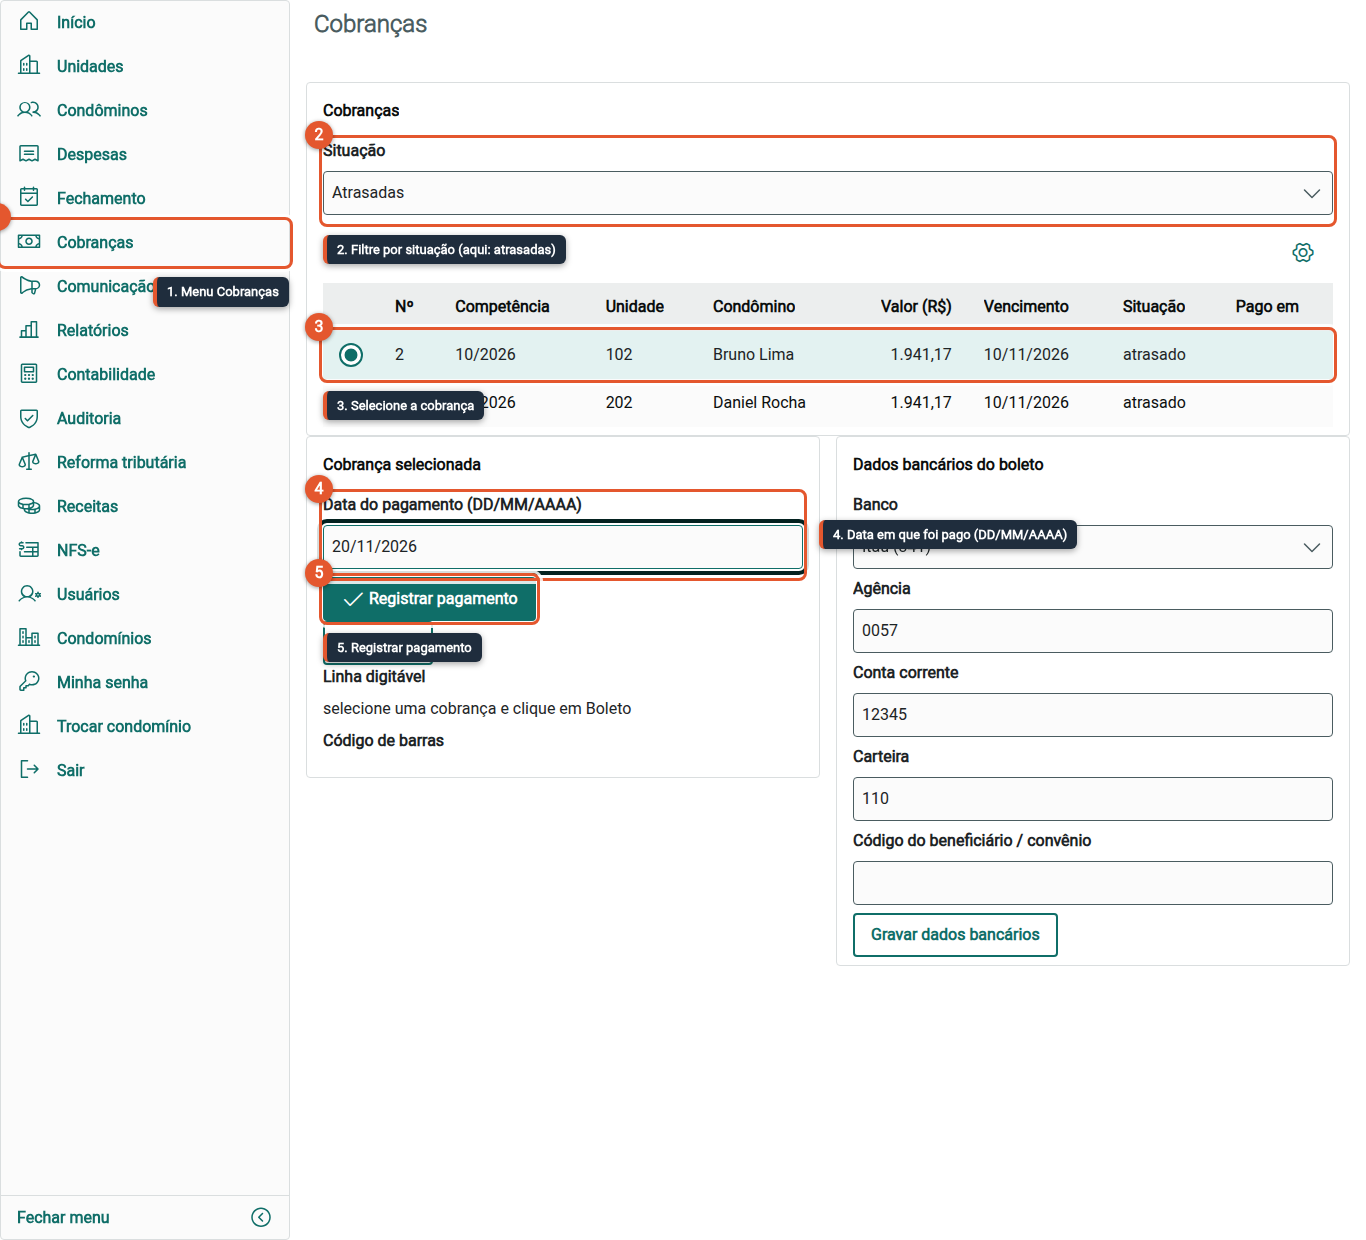 Início
Unidades
Condôminos
Despesas
Fechamento
Cobranças
Comunicação
1. Menu Cobranças
Relatórios
Contabilidade
Auditoria
Reforma tributária
Receitas
NFS-e
Usuários
Condomínios
Minha senha
Trocar condomínio
Sair
Fechar menu
Cobranças
Cobranças
2
Situação
Atrasadas
2. Filtre por situação (aqui: atrasadas)
Nº Competência Unidade Condômino Valor (R$) Vencimento Situação Pago em
3
2 10/2026 102 Bruno Lima 1.941,17 10/11/2026 atrasado
3. Selecione a cobrança
2026 202 Daniel Rocha 1.941,17 10/11/2026 atrasado
Cobrança selecionada
4
Data do pagamento (DD/MM/AAAA)
20/11/2026
5
Registrar pagamento
5. Registrar pagamento
Linha digitável
selecione uma cobrança e clique em Boleto
Código de barras
Dados bancários do boleto
Banco
4. Data em que foi pago (DD/MM/AAAA)
Agência
0057
Conta corrente
12345
Carteira
110
Código do beneficiário / convênio
Gravar dados bancários